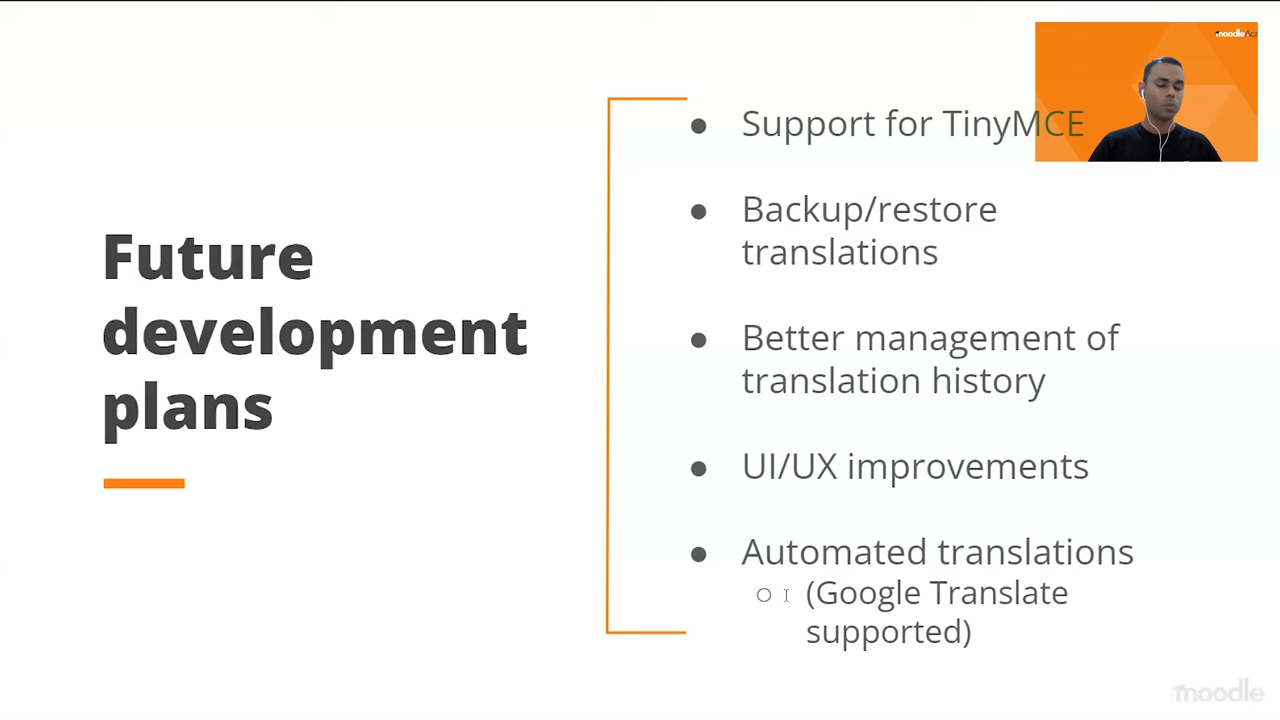 moodle
Support for TinyMCE
Backup/restore
translations
Future
development
plans
Better management of
translation history
UI/UX improvements
Automated translations
(Google Translate
supported)
moodle